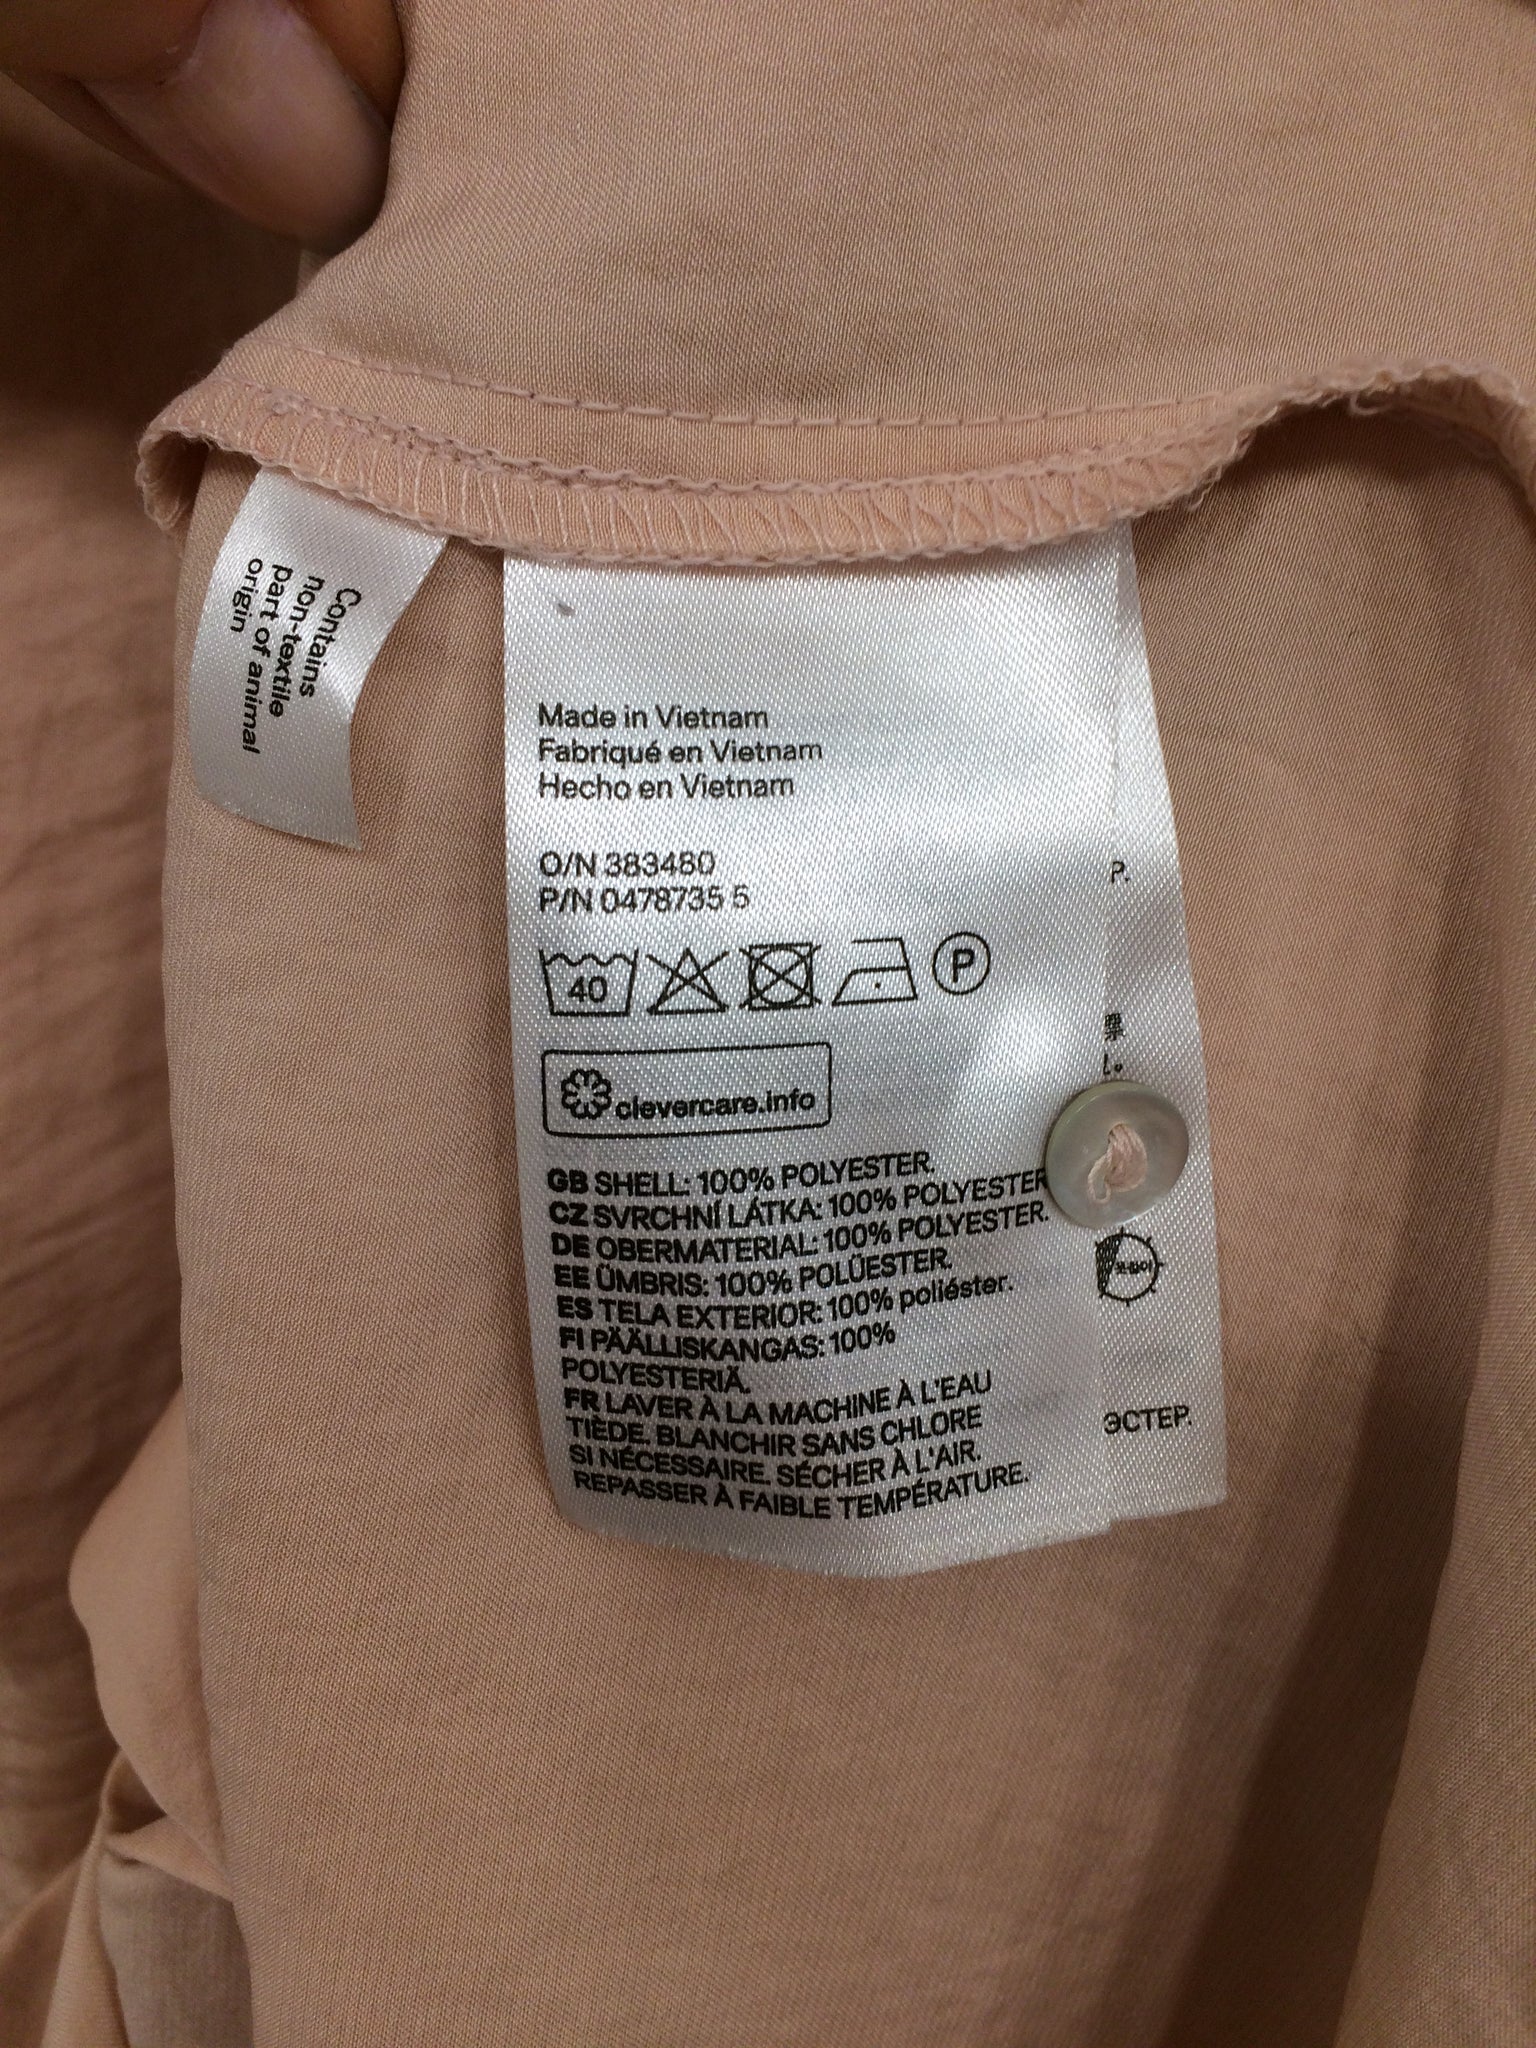 Contains
non-textile
part of animal
origin
Made in Vietnam
Fabriqué en Vietnam
Hecho en Vietnam
O/N 383480
P/N 0478735 5
40
P
clevercare.info
GB SHELL: 100% POLYESTER.
CZ SVRCHNÍ LÁTKA: 100% POLYESTER
DE OBERMATERIAL: 100% POLYESTER.
EE ÜMBRIS: 100% POLÜESTER.
ES TELA EXTERIOR: 100% poliéster.
FI PÄÄLLISKANGAS: 100%
POLYESTERIÄ.
FR LAVER À LA MACHINE À L'EAU
TIÈDE. BLANCHIR SANS CHLORE
SI NÉCESSAIRE. SÉCHER À L'AIR.
REPASSER À FAIBLE TEMPÉRATURE.
P.
ЭСТЕР.